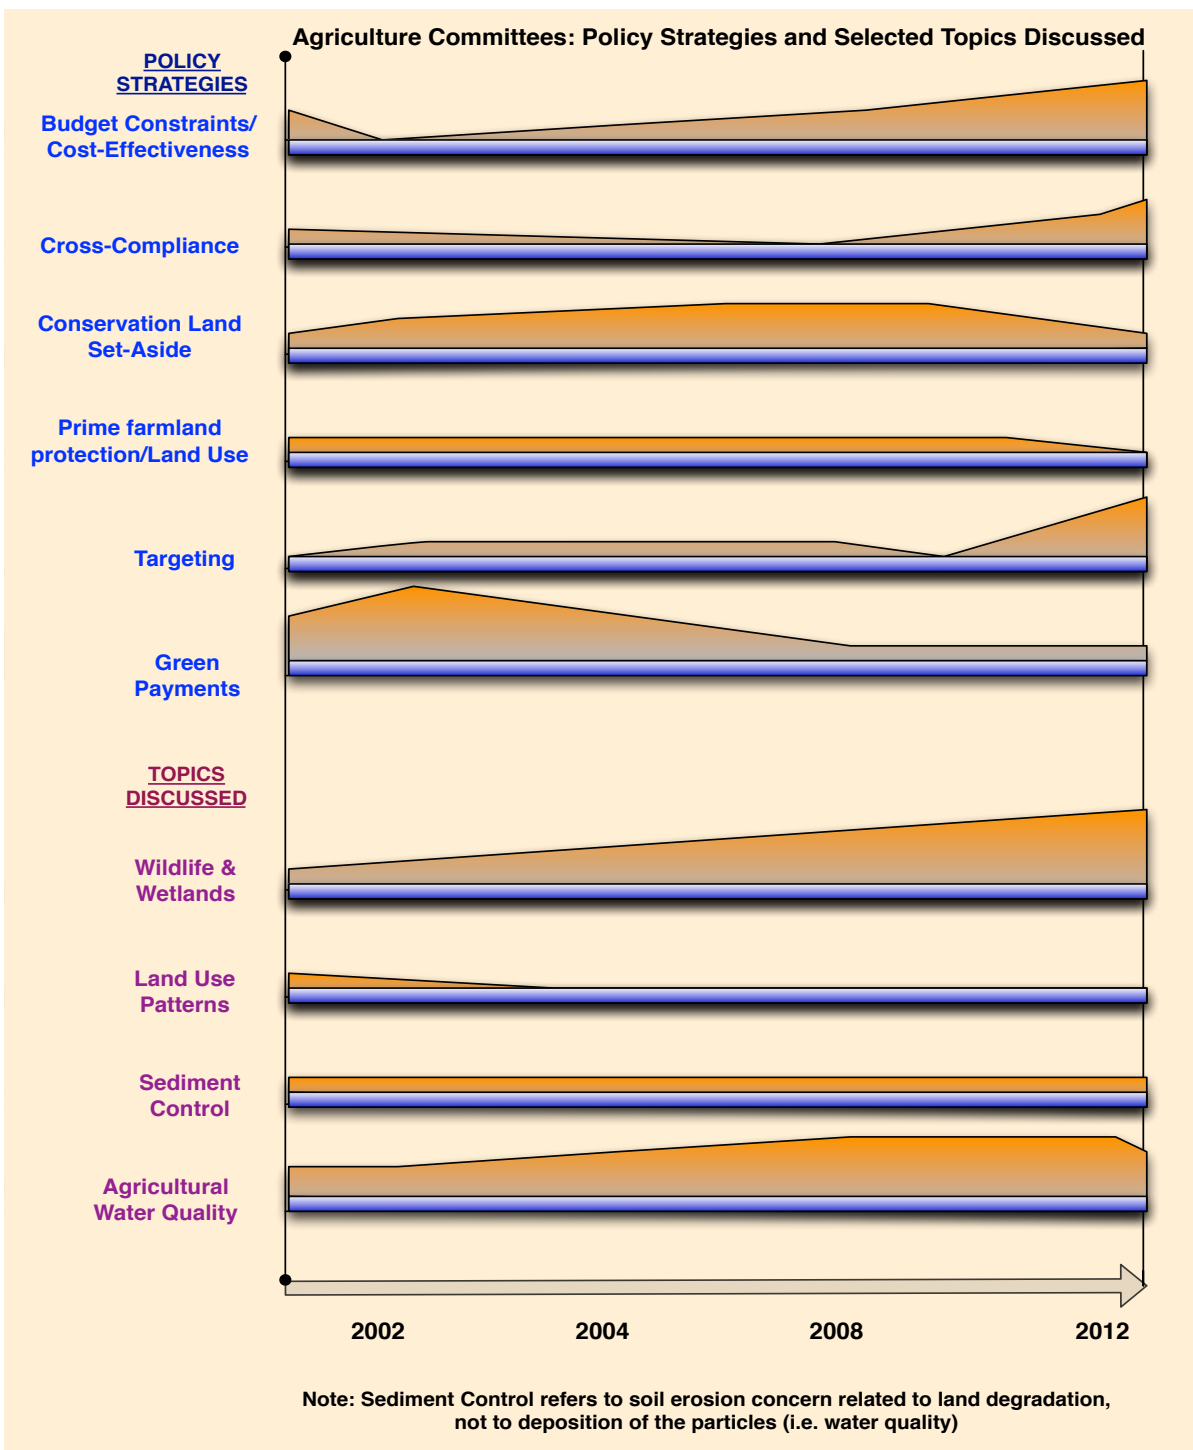 Agriculture Committees: Policy Strategies and Selected Topics Discussed
POLICY
STRATEGIES
Budget Constraints/
Cost-Effectiveness
Cross-Compliance
Conservation Land
Set-Aside
Prime farmland
protection/Land Use
Targeting
Green
Payments
TOPICS
DISCUSSED
Wildlife &
Wetlands
Land Use
Patterns
Sediment
Control
Agricultural
Water Quality
2002 2004 2008 2012
Note: Sediment Control refers to soil erosion concern related to land degradation,
not to deposition of the particles (i.e. water quality)